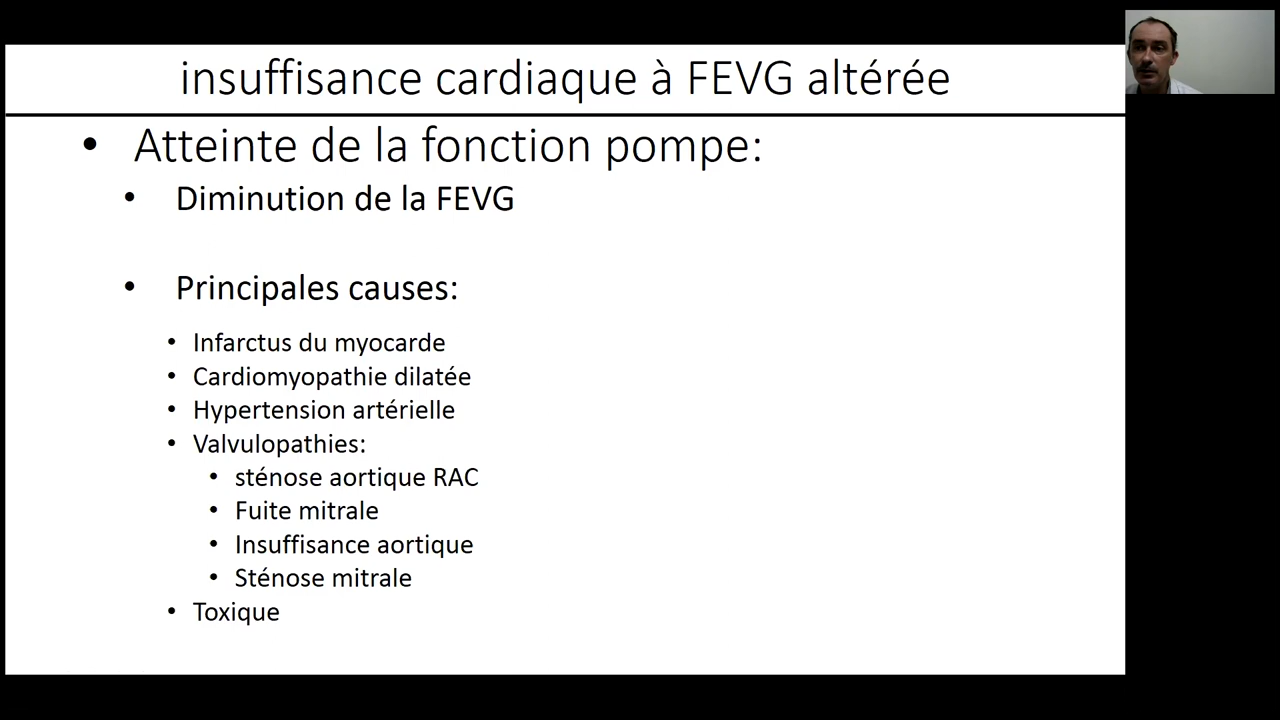 insuffisance cardiaque à FEVG altérée
• Atteinte de la fonction pompe:
• Diminution de la FEVG
• Principales causes:
• Infarctus du myocarde
• Cardiomyopathie dilatée
• Hypertension artérielle
• Valvulopathies:
• sténose aortique RAC
• Fuite mitrale
• Insuffisance aortique
• Sténose mitrale
• Toxique